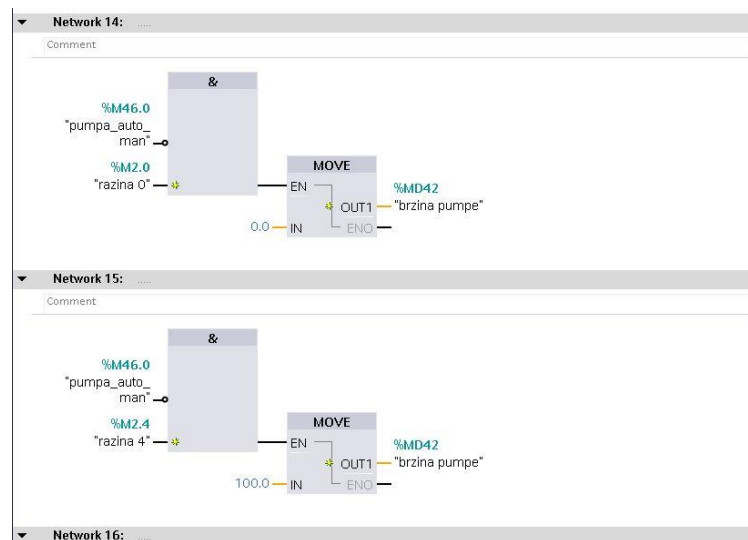 Network 14: .....
Comment
&
%M46.0
"pumpa_auto_
man"
%M2.0
"razina 0"
MOVE
EN
%MD42
OUT1
"brzina pumpe"
0.0
IN
ENO
Network 15: .....
Comment
&
%M46.0
"pumpa_auto_
man"
%M2.4
"razina 4"
MOVE
EN
%MD42
OUT1
"brzina pumpe"
100.0
IN
ENO
Network 16: .....